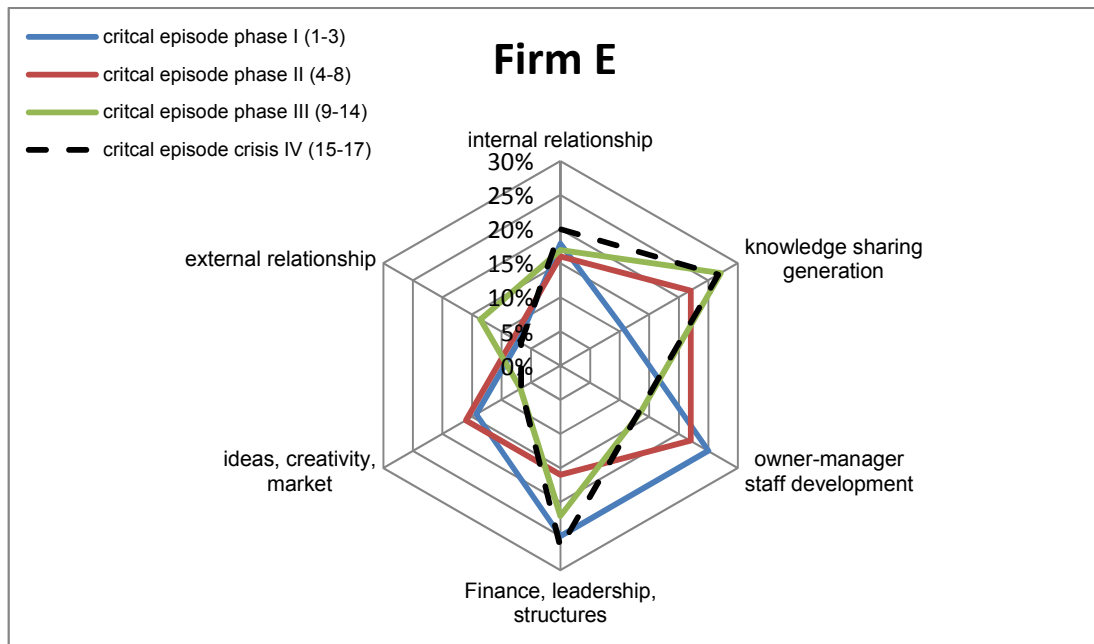 critcal episode phase I (1-3)
critcal episode phase II (4-8)
critcal episode phase III (9-14)
critcal episode crisis IV (15-17)
Firm E
internal relationship
30%
25%
20%
15%
10%
5%
0%
knowledge sharing
generation
owner-manager
staff development
Finance, leadership,
structures
ideas, creativity,
market
external relationship